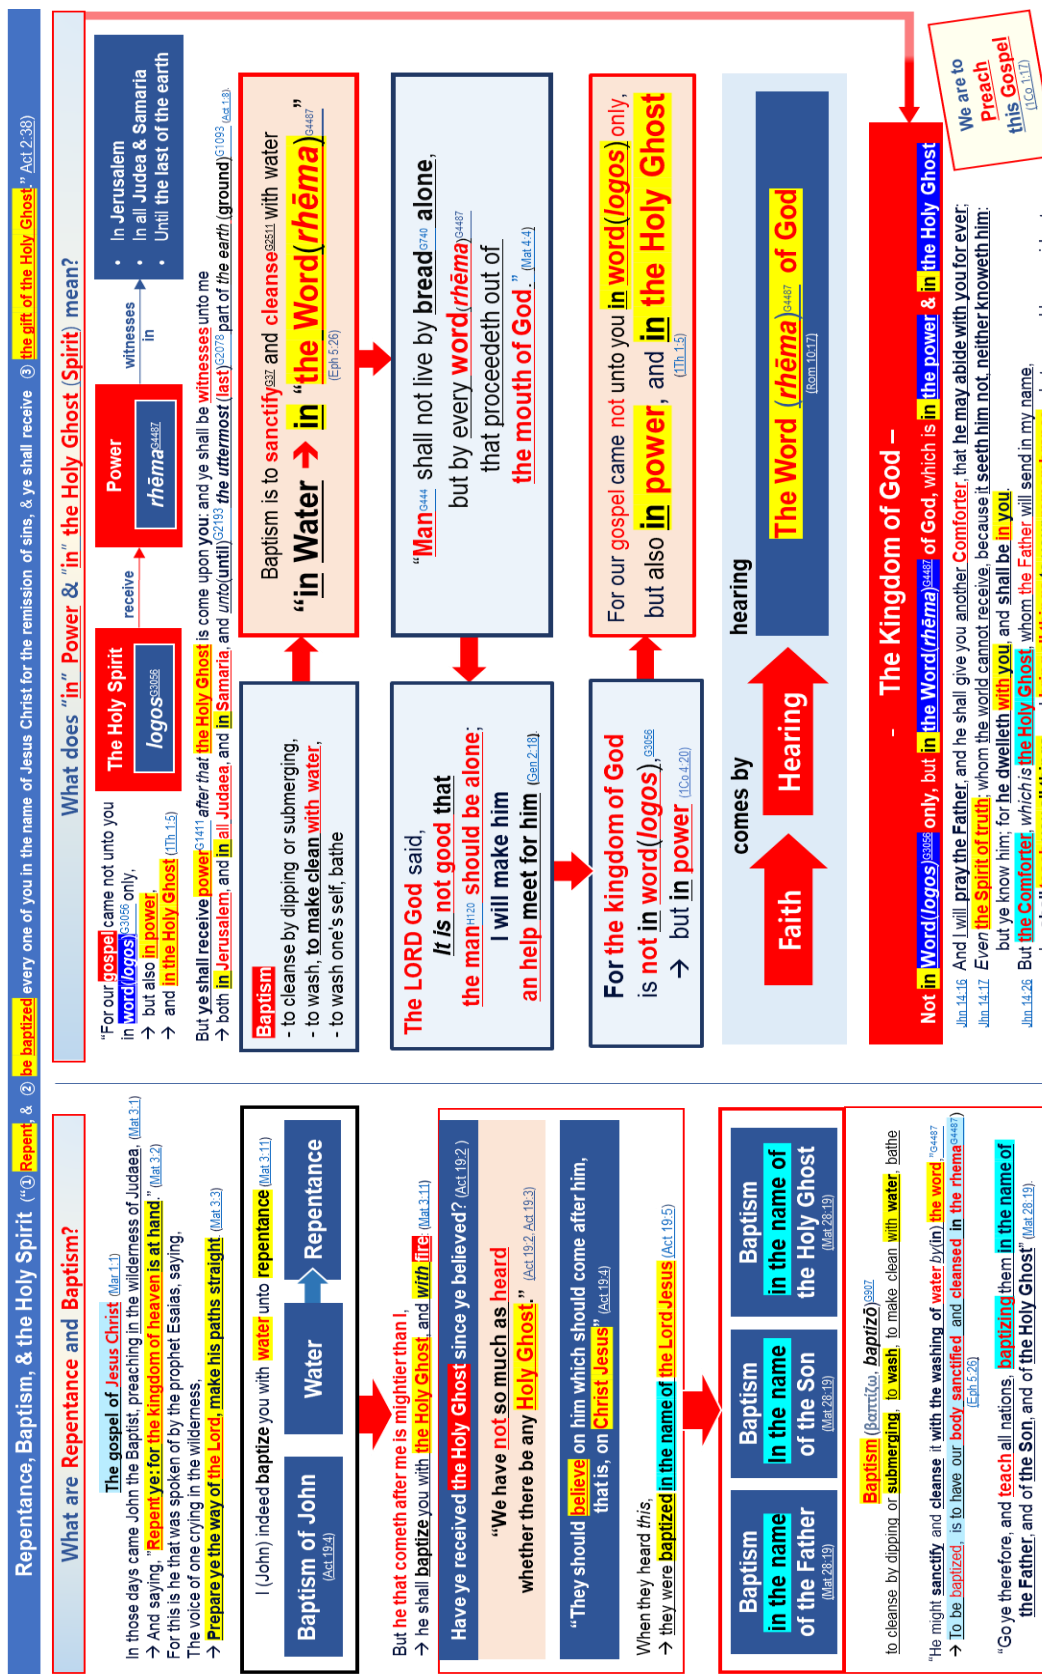 Repentance, Baptism, & the Holy Spirit (“① Repent, & ② be baptized every one of you in the name of Jesus Christ for the remission of sins, & ye shall receive ③ the gift of the Holy Ghost.” Act 2:38)
What are Repentance and Baptism?
The gospel of Jesus Christ (Mar 1:1)
In those days came John the Baptist, preaching in the wilderness of Judaea, (Mat 3:1)
→ And saying, “Repent ye: for the kingdom of heaven is at hand.” (Mat 3:2)
For this is he that was spoken of by the prophet Esaias, saying,
The voice of one crying in the wilderness,
→ Prepare ye the way of the Lord, make his paths straight. (Mat 3:3)
I (John) indeed baptize you with water unto repentance (Mat 3:11)
Baptism of John
(Act 19:4)
Water
Repentance
But he that cometh after me is mightier than I,
→ he shall baptize you with the Holy Ghost, and with fire: (Mat 3:11)
Have ye received the Holy Ghost since ye believed? (Act 19:2)
“We have not so much as heard
whether there be any Holy Ghost.” (Act 19:2, Act 19:3)
“They should believe on him which should come after him,
that is, on Christ Jesus” (Act 19:4)
When they heard this,
→ they were baptized in the name of the Lord Jesus (Act 19:5)
Baptism
in the name
of the Father
(Mat 28:19)
Baptism
In the name
of the Son
(Mat 28:19)
Baptism
in the name of
the Holy Ghost
(Mat 28:19)
Baptism (βαπτίζω, baptizō)G907
to cleanse by dipping or submerging, to wash, to make clean with water, bathe
“He might sanctify and cleanse it with the washing of water by(in) the word,”G4487
→ To be baptized, is to have our body sanctified and cleansed in the rhemaG4487
(Eph 5:26)
“Go ye therefore, and teach all nations, baptizing them in the name of
the Father, and of the Son, and of the Holy Ghost” (Mat 28:19).
What does “in” Power & “in” the Holy Ghost (Spirit) mean?
“For our gospel came not unto you
in word(logos)G3056 only,
→ but also in power,
→ and in the Holy Ghost (1Th 1:5)
The Holy Spirit
logosG3056
receive
Power
rhēmaG4487
witnesses
in
• In Jerusalem
• In all Judea & Samaria
• Until the last of the earth
But ye shall receive powerG1411 after that the Holy Ghost is come upon you: and ye shall be witnesses unto me
→ both in Jerusalem, and in all Judaea, and in Samaria, and unto(until)G2193 the uttermost (last)G2078 part of the earth (ground)G1093 (Act 1:8).
Baptism
- to cleanse by dipping or submerging,
- to wash, to make clean with water,
- to wash one's self, bathe
Baptism is to sanctifyG37 and cleanseG2511 with water
“in Water → in “the Word(rhēma)G4487”
(Eph 5:26)
The LORD God said,
It is not good that
the manH120 should be alone;
I will make him
an help meet for him (Gen 2:18).
“ManG444 shall not live by breadG740 alone,
but by every word(rhēma)G4487
that proceedeth out of
the mouth of God.” (Mat 4:4)
For the kingdom of God
is not in word(logos),G3056
→ but in power (1Co 4:20)
For our gospel came not unto you in word(logos) only,
but also in power, and in the Holy Ghost
(1Th 1:5)
Faith
comes by
Hearing
hearing
The Word (rhēma)G4487 of God
(Rom 10:17)
- The Kingdom of God –
Not in Word(logos)G3056 only, but in the Word(rhēma)G4487 of God, which is in the power & in the Holy Ghost
We are to
Preach
this Gospel
(1Co 1:17)
Jhn 14:16 And I will pray the Father, and he shall give you another Comforter, that he may abide with you for ever;
Jhn 14:17 Even the Spirit of truth; whom the world cannot receive, because it seeth him not, neither knoweth him:
but ye know him; for he dwelleth with you, and shall be in you.
Jhn 14:26 But the Comforter, which is the Holy Ghost, whom the Father will send in my name,